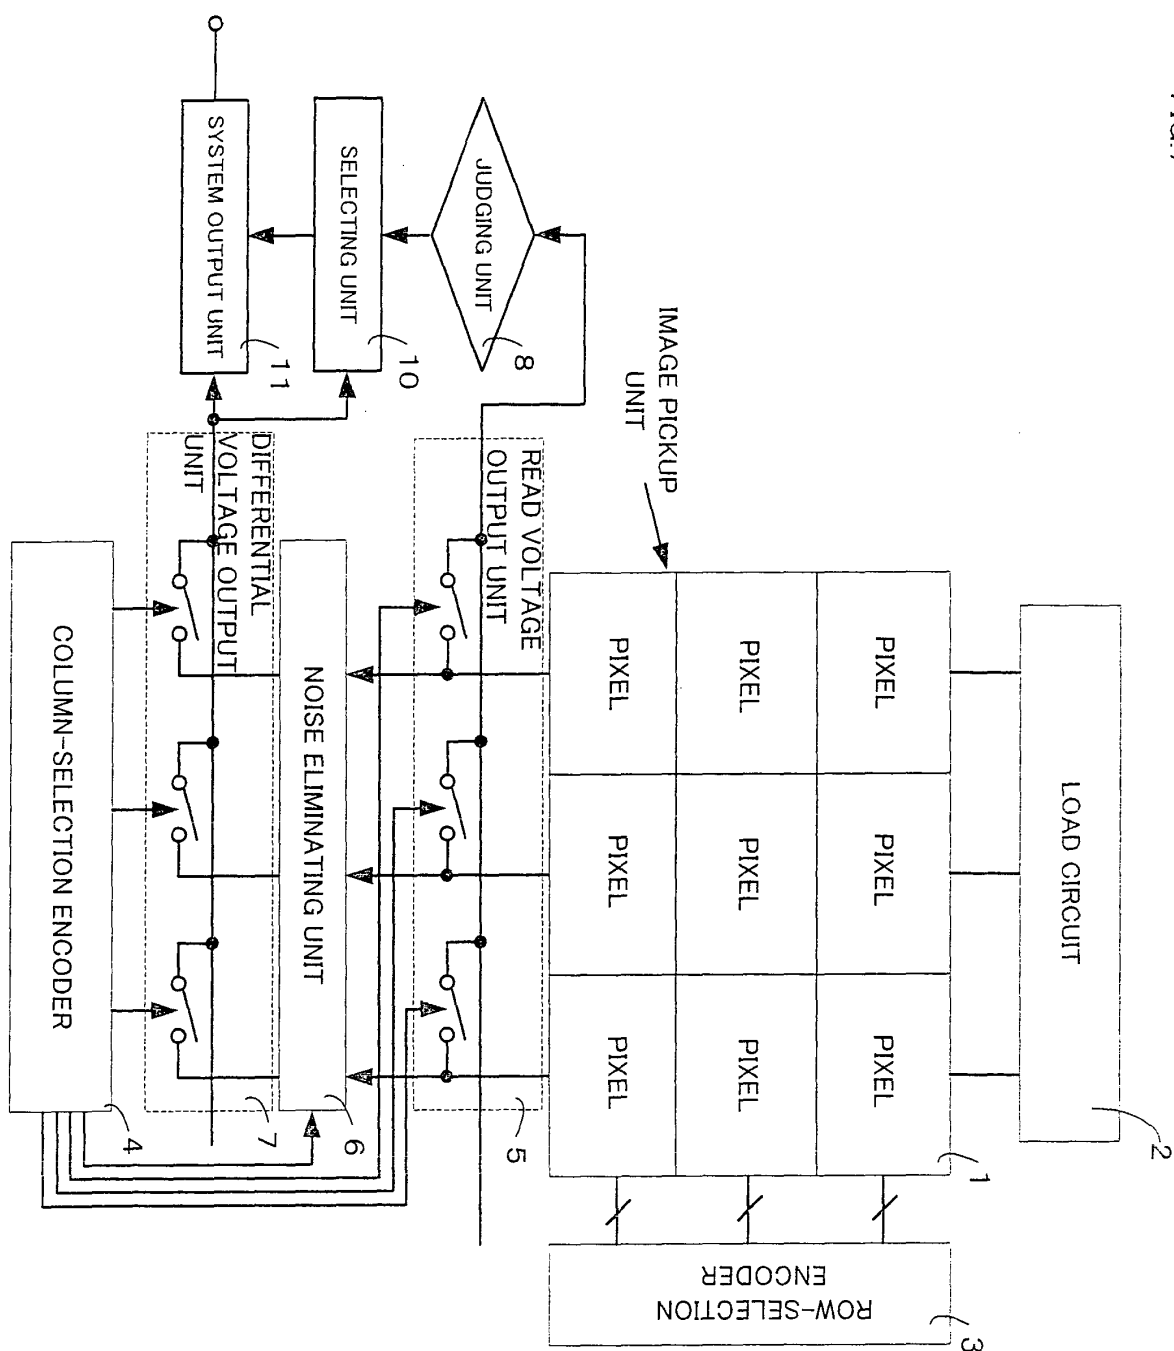 LOAD CIRCUIT
2
1
PIXEL
PIXEL
PIXEL
PIXEL
PIXEL
PIXEL
PIXEL
PIXEL
PIXEL
ROW-SELECTION
ENCODER
3
IMAGE PICKUP
UNIT
READ VOLTAGE
OUTPUT UNIT
5
JUDGING UNIT
8
SELECTING UNIT
10
NOISE ELIMINATING UNIT
6
SYSTEM OUTPUT UNIT
11
DIFFERENTIAL
VOLTAGE OUTPUT
UNIT
7
COLUMN-SELECTION ENCODER
4